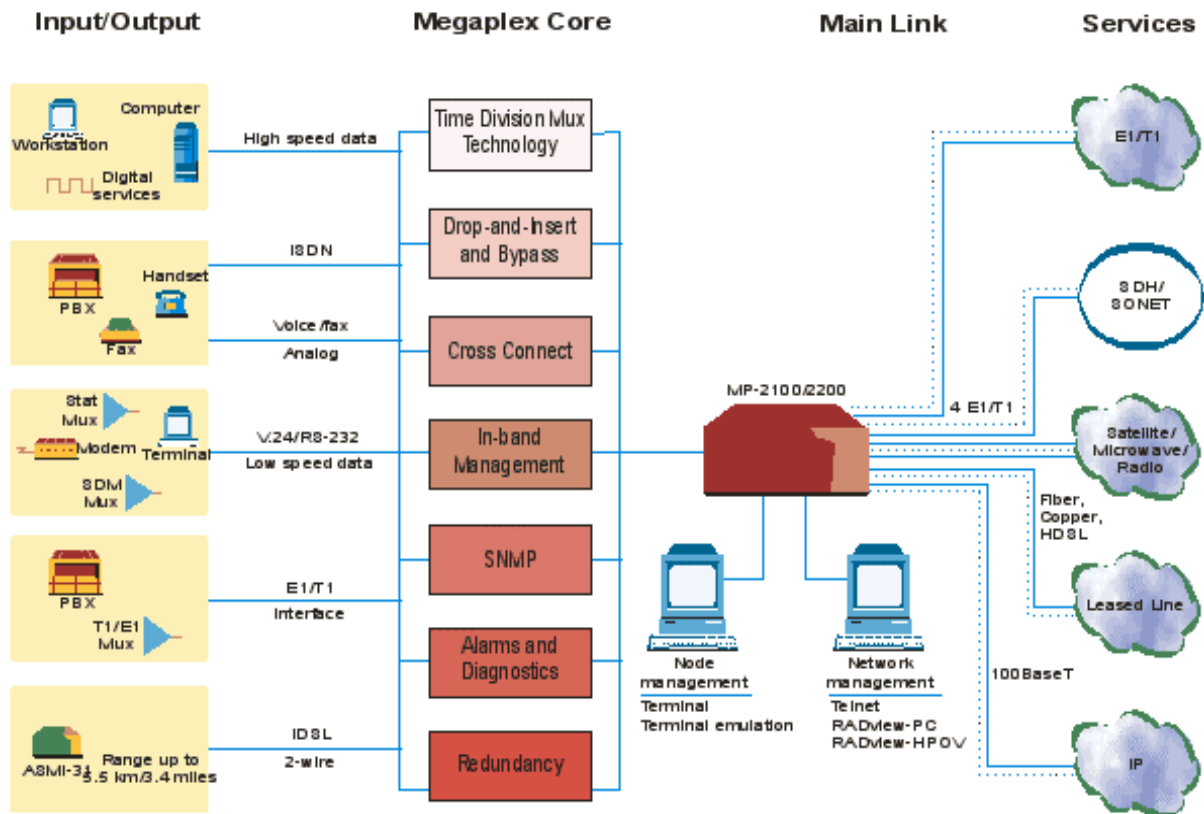 Input/Output
Megaplex Core
Main Link
Services
Computer
Workstation
Digital
services
High speed data
PBX
Handset
Fax
ISDN
Voice/fax
Analog
Stat
Mux
Modem
Terminal
SDM
Mux
V.24/RS-232
Low speed data
PBX
T1/E1
Mux
E1/T1
Interface
ASMI-31
Range up to
5.5 km/3.4 miles
IDSL
2-wire
Time Division Mux
Technology
Drop-and-Insert
and Bypass
Cross Connect
In-band
Management
SNMP
Alarms and
Diagnostics
Redundancy
MP-2100/2200
Node
management
Terminal
Terminal emulation
Network
management
Telnet
RADview-PC
RADview-HPOV
4 E1/T1
Fiber,
Copper,
HDSL
100BaseT
E1/T1
SDH/
SONET
Satellite/
Microwave/
Radio
Leased Line
IP